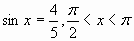 sin x = 4/5, π/2 < x < π